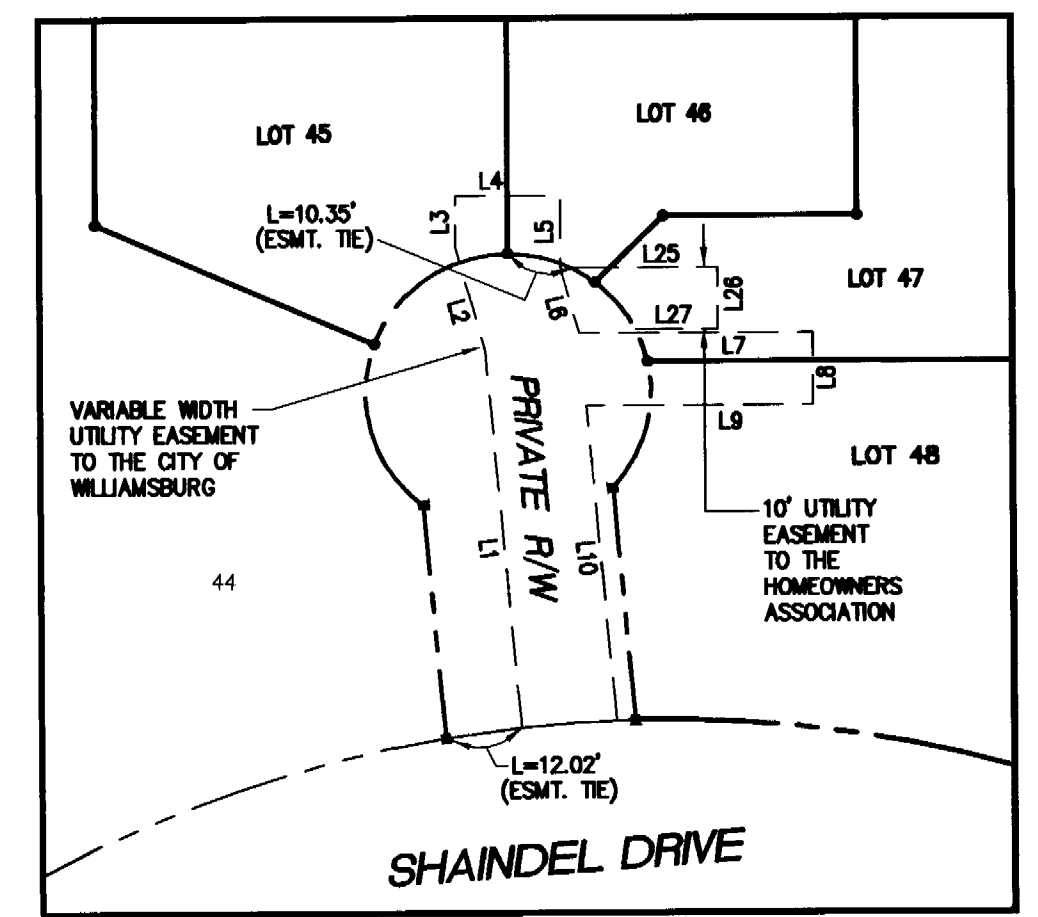 LOT 45
LOT 46
L4
L3
L5
L=10.35'
(ESMT. TIE)
L25
L26
L27
LOT 47
L2
L6
L7
L8
L9
VARIABLE WIDTH
UTILITY EASEMENT
TO THE CITY OF
WILLIAMSBURG
PRIVATE R/W
LOT 48
10' UTILITY
EASEMENT
TO THE
HOMEOWNERS
ASSOCIATION
L1
L10
44
L=12.02'
(ESMT. TIE)
SHAINDEL DRIVE